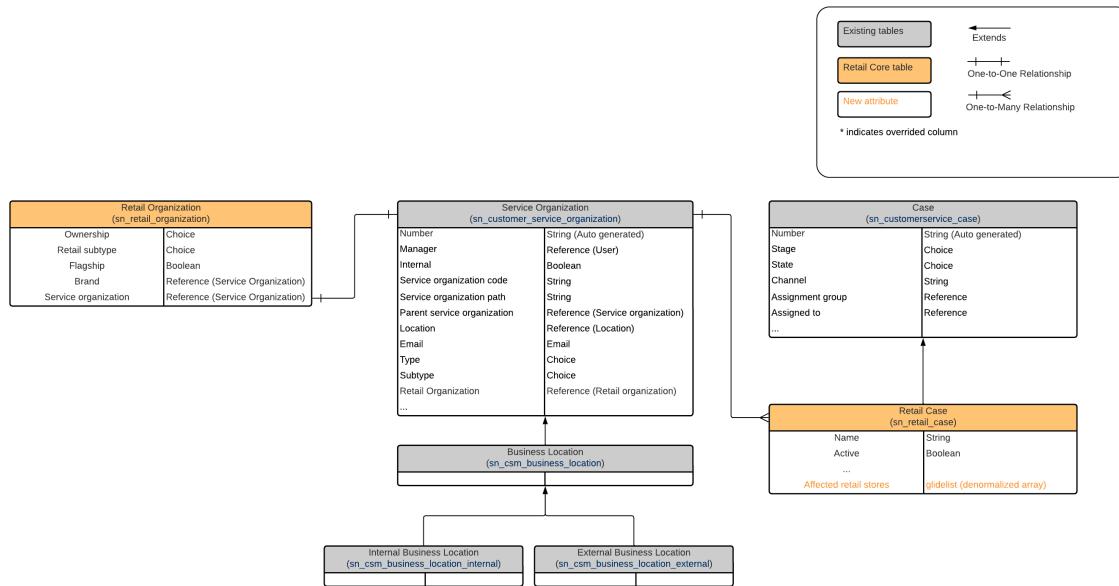 Existing tables
Extends
Retail Core table
One-to-One Relationship
New attribute
One-to-Many Relationship
* indicates overrided column
Retail Organization
(sn_retail_organization)
Ownership Choice
Retail subtype Choice
Flagship Boolean
Brand Reference (Service Organization)
Service organization Reference (Service Organization)
Service Organization
(sn_customer_service_organization)
Number String (Auto generated)
Manager Reference (User)
Internal Boolean
Service organization code String
Service organization path String
Parent service organization Reference (Service organization)
Location Reference (Location)
Email Email
Type Choice
Subtype Choice
Retail Organization Reference (Retail organization)
...
Case
(sn_customerservice_case)
Number String (Auto generated)
Stage Choice
State Choice
Channel String
Assignment group Reference
Assigned to Reference
...
Retail Case
(sn_retail_case)
Name String
Active Boolean
...
Affected retail stores glidelist (denormalized array)
Business Location
(sn_csm_business_location)
Internal Business Location
(sn_csm_business_location_internal)
External Business Location
(sn_csm_business_location_external)